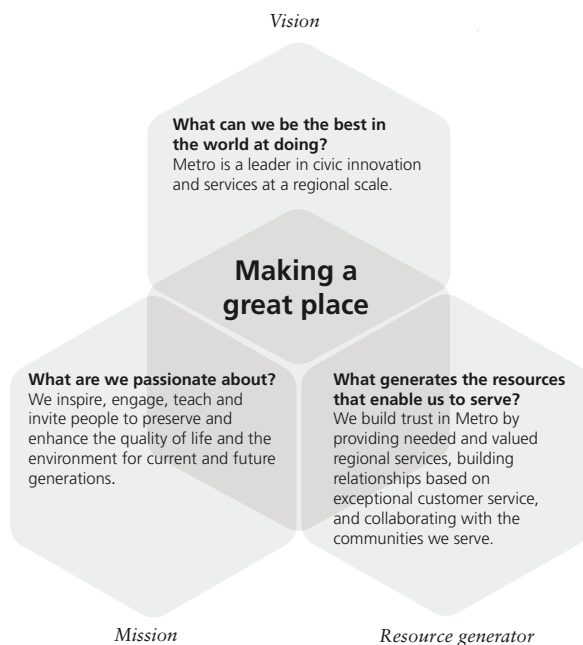 Vision
What can we be the best in
the world at doing?
Metro is a leader in civic innovation
and services at a regional scale.
Making a
great place
What are we passionate about?
We inspire, engage, teach and
invite people to preserve and
enhance the quality of life and the
environment for current and future
generations.
What generates the resources
that enable us to serve?
We build trust in Metro by
providing needed and valued
regional services, building
relationships based on
exceptional customer service,
and collaborating with the
communities we serve.
Mission
Resource generator